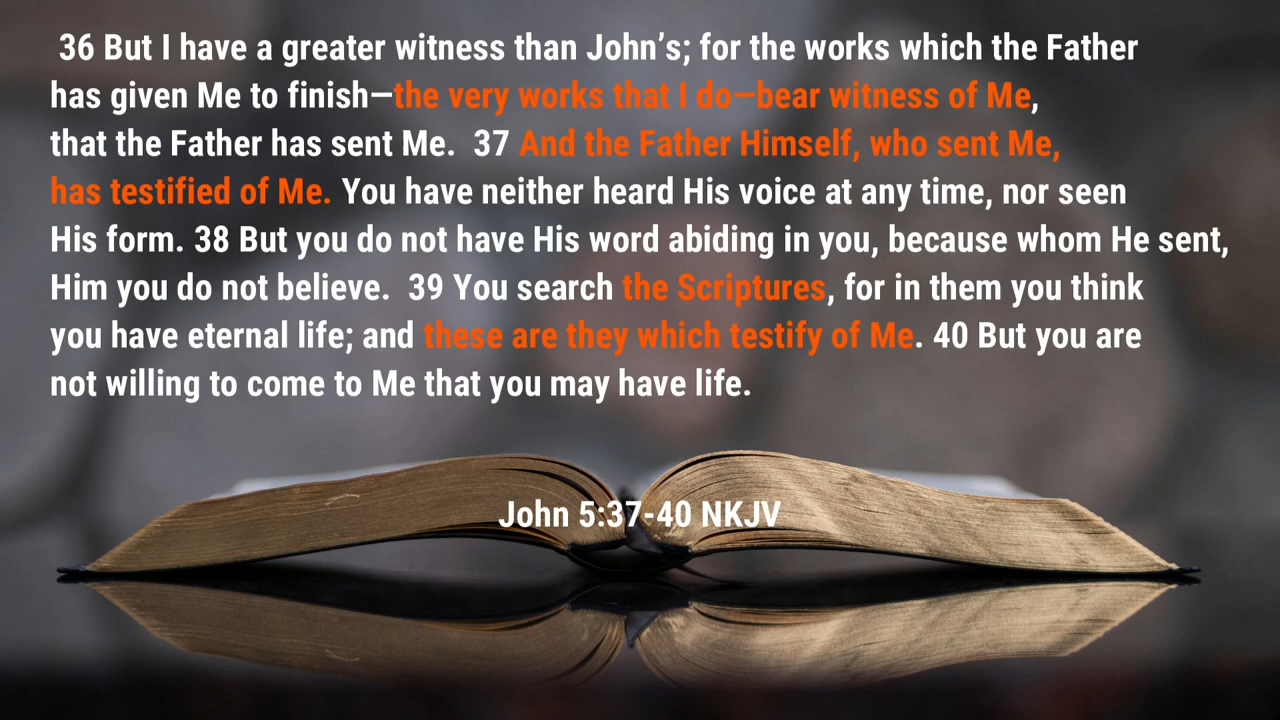 36 But I have a greater witness than John’s; for the works which the Father
has given Me to finish—the very works that I do—bear witness of Me,
that the Father has sent Me.  37 And the Father Himself, who sent Me,
has testified of Me. You have neither heard His voice at any time, nor seen
His form. 38 But you do not have His word abiding in you, because whom He sent,
Him you do not believe.  39 You search the Scriptures, for in them you think
you have eternal life; and these are they which testify of Me. 40 But you are
not willing to come to Me that you may have life.
John 5:37-40 NKJV